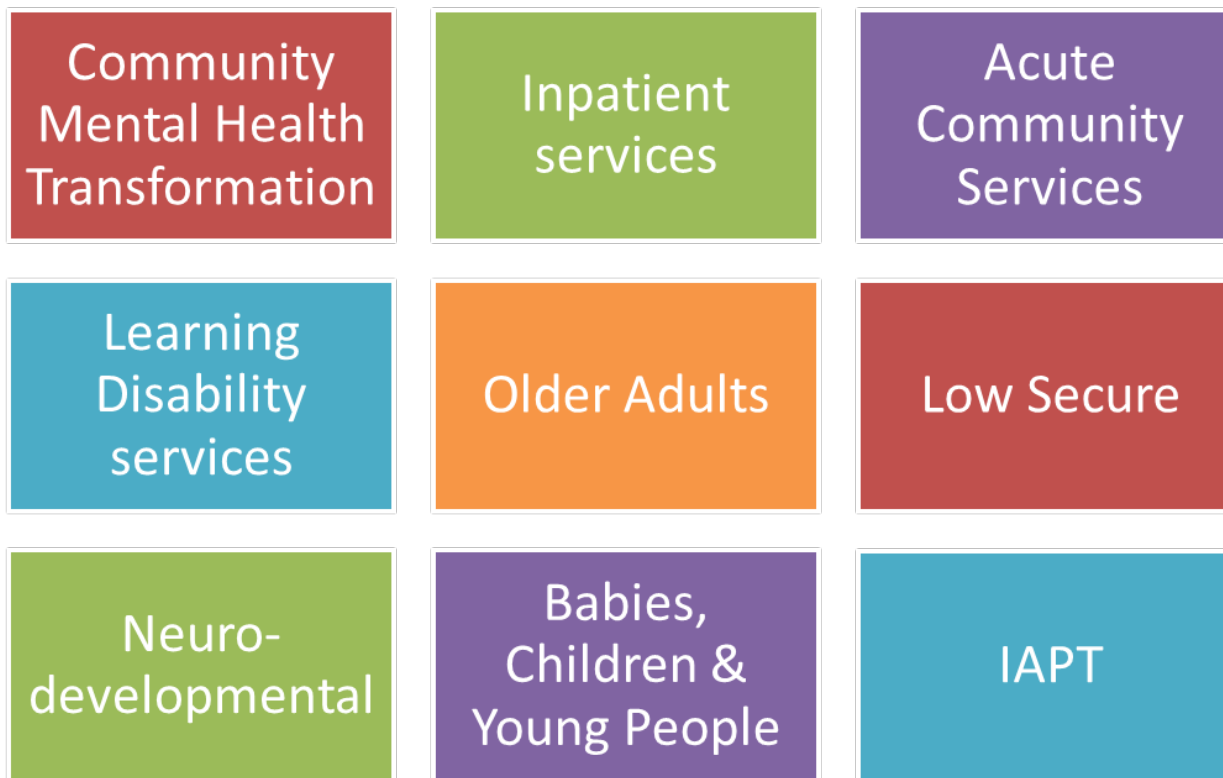 Community
Mental Health
Transformation
Inpatient
services
Acute
Community
Services
Learning
Disability
services
Older Adults
Low Secure
Neuro-
developmental
Babies,
Children &
Young People
IAPT